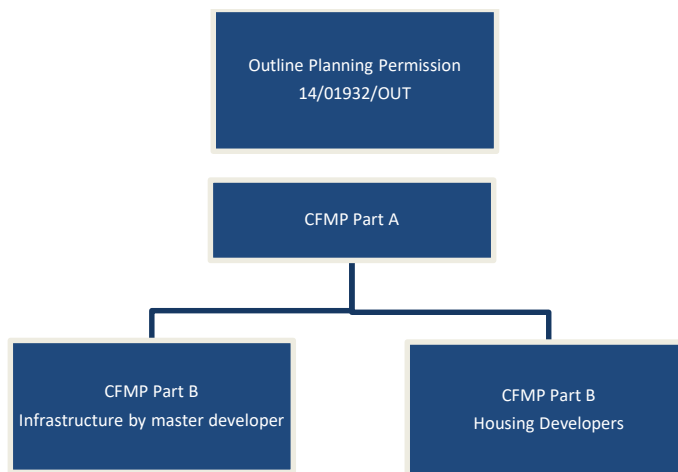 Outline Planning Permission
14/01932/OUT
CFMP Part A
CFMP Part B
Infrastructure by master developer
CFMP Part B
Housing Developers